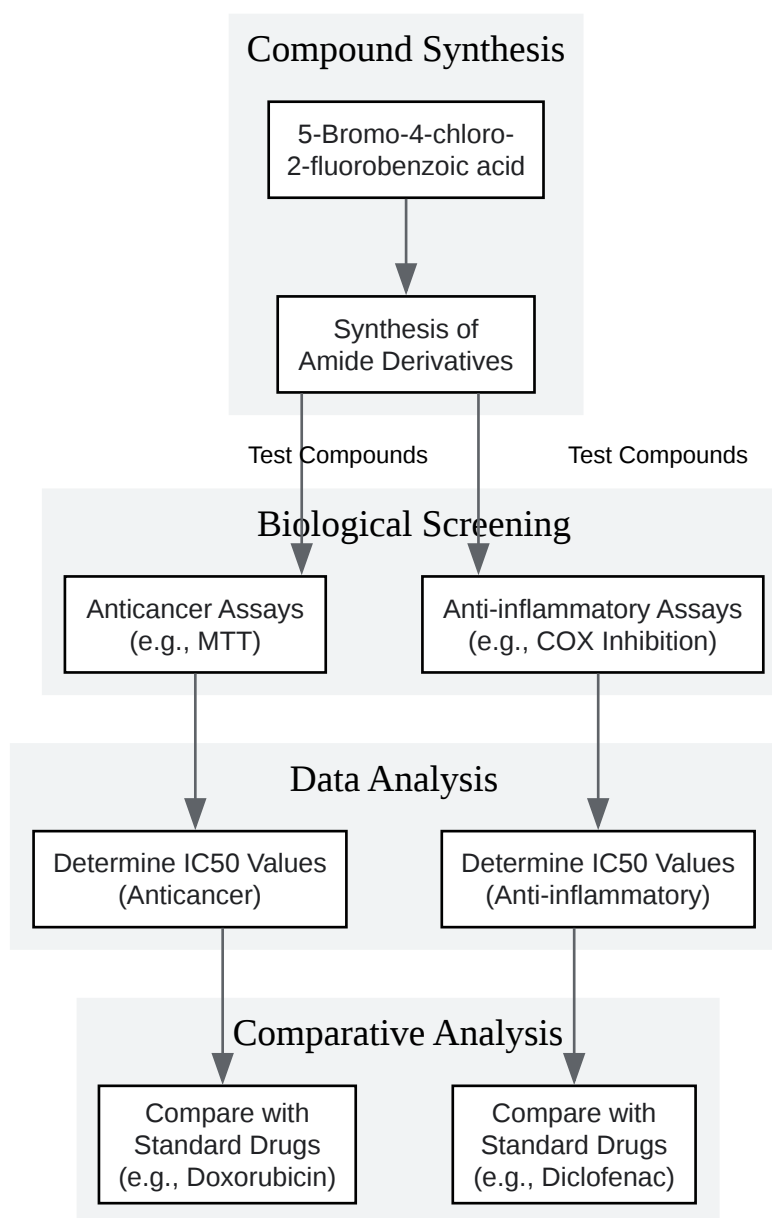 Compound Synthesis
5-Bromo-4-chloro-
2-fluorobenzoic acid
Synthesis of
Amide Derivatives
Test Compounds
Test Compounds
Biological Screening
Anticancer Assays
(e.g., MTT)
Anti-inflammatory Assays
(e.g., COX Inhibition)
Data Analysis
Determine IC50 Values
(Anticancer)
Determine IC50 Values
(Anti-inflammatory)
Comparative Analysis
Compare with
Standard Drugs
(e.g., Doxorubicin)
Compare with
Standard Drugs
(e.g., Diclofenac)